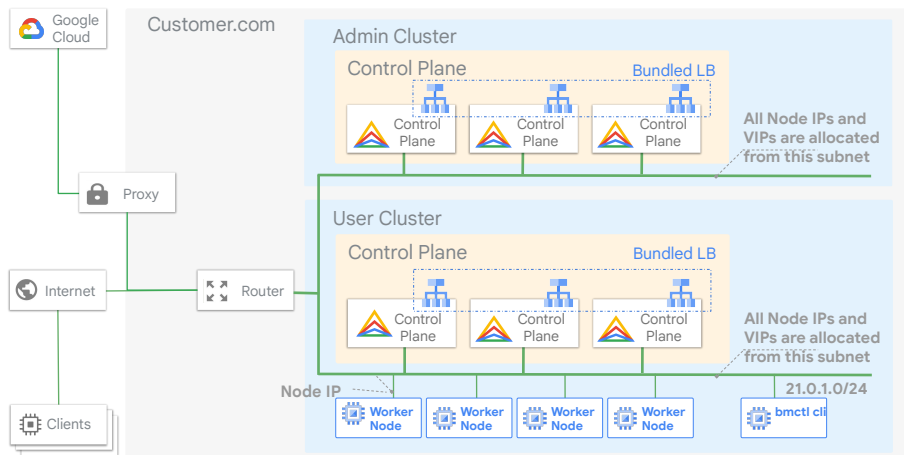 Google
Cloud
Customer.com
Admin Cluster
Control Plane
Bundled LB
Control
Plane
Control
Plane
Control
Plane
All Node IPs and
VIPs are allocated
from this subnet
Proxy
User Cluster
Control Plane
Bundled LB
Internet
Router
Control
Plane
Control
Plane
Control
Plane
All Node IPs and
VIPs are allocated
from this subnet
21.0.1.0/24
Node IP
Clients
Worker
Node
Worker
Node
Worker
Node
Worker
Node
bmctl cli